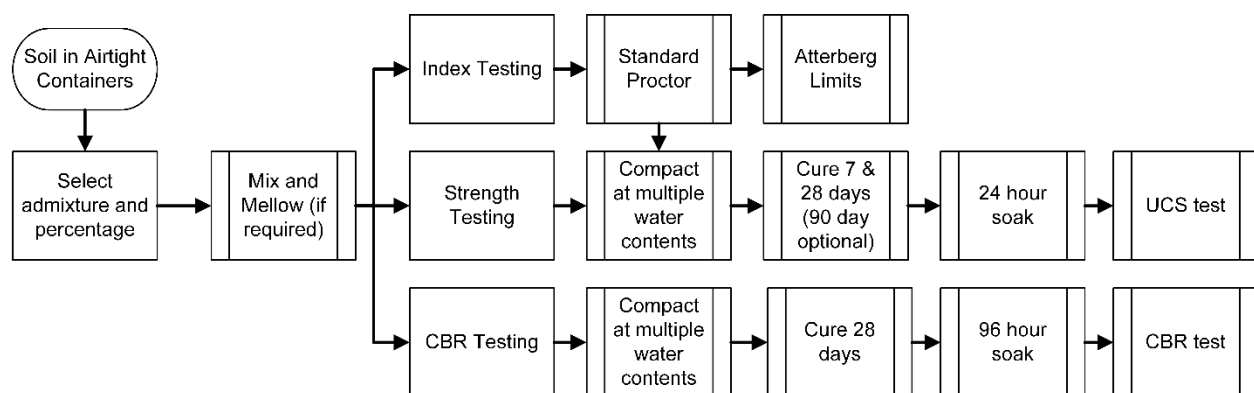 Soil in Airtight
Containers
Index Testing
Standard
Proctor
Atterberg
Limits
Select
admixture and
percentage
Mix and
Mellow (if
required)
Strength
Testing
Compact
at multiple
water
contents
Cure 7 &
28 days
(90 day
optional)
24 hour
soak
UCS test
CBR Testing
Compact
at multiple
water
contents
Cure 28
days
96 hour
soak
CBR test